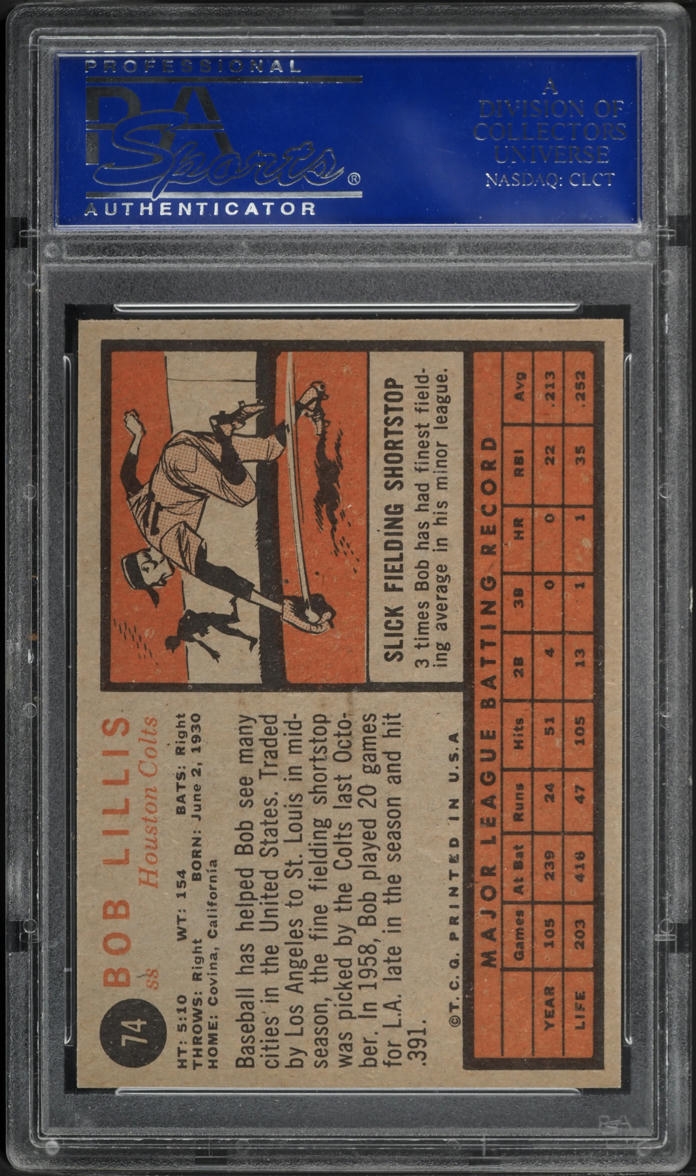 PROFESSIONAL
PSA
Sports®
AUTHENTICATOR
A
DIVISION OF
COLLECTORS
UNIVERSE
NASDAQ: CLCT
74
BOB LILLIS
ss Houston Colts
HT: 5:10 WT: 154 BATS: Right
THROWS: Right BORN: June 2, 1930
HOME: Covina, California
Baseball has helped Bob see many
cities in the United States. Traded
by Los Angeles to St. Louis in mid-
season, the fine fielding shortstop
was picked by the Colts last Octo-
ber. In 1958, Bob played 20 games
for L.A. late in the season and hit
.391.
©T.C.G. PRINTED IN U.S.A
SLICK FIELDING SHORTSTOP
3 times Bob has had finest field-
ing average in his minor league.
MAJOR LEAGUE BATTING RECORD
Games At Bat Runs Hits 2B 3B HR RBI Avg
YEAR 105 239 24 51 4 0 0 22 .213
LIFE 203 416 47 105 13 1 1 35 .252
PSA